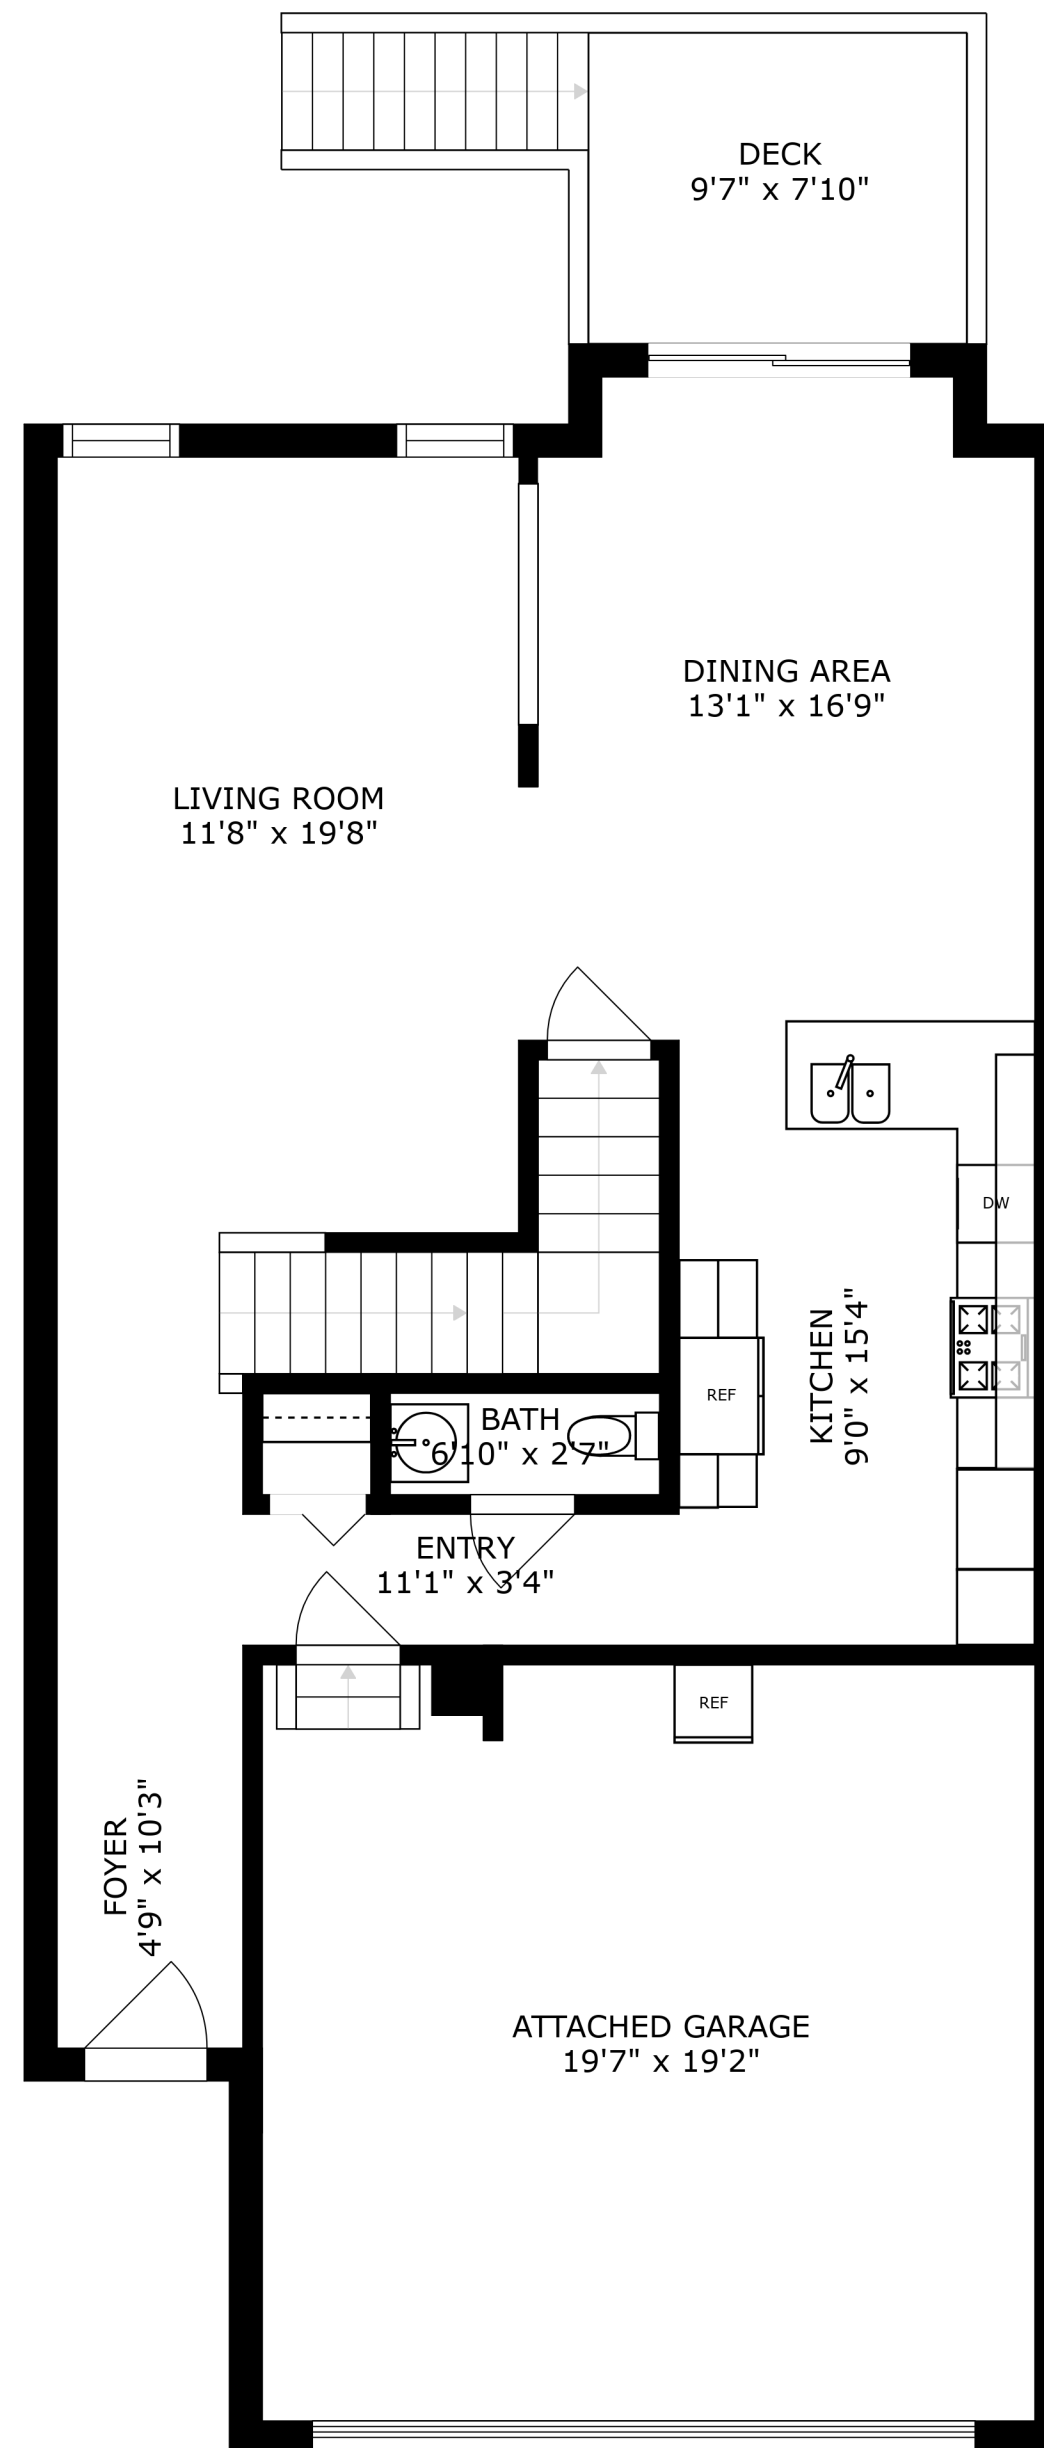 DECK
9'7" x 7'10"
DINING AREA
13'1" x 16'9"
LIVING ROOM
11'8" x 19'8"
DW
KITCHEN
9'0" x 15'4"
REF
BATH
6'10" x 2'7"
ENTRY
11'1" x 3'4"
REF
FOYER
4'9" x 10'3"
ATTACHED GARAGE
19'7" x 19'2"